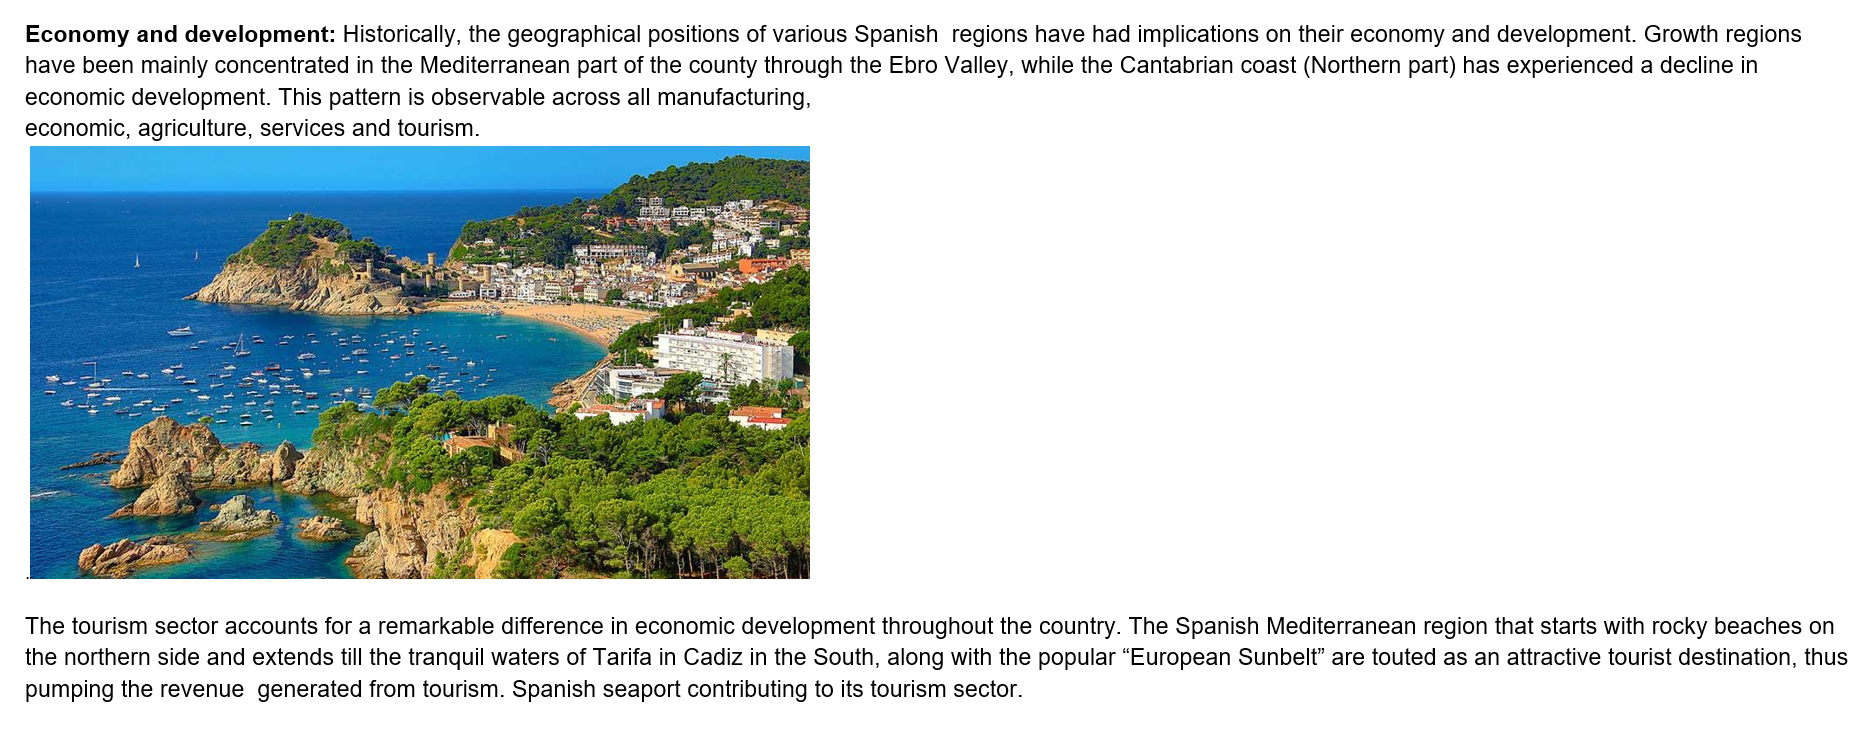 Economy and development: Historically, the geographical positions of various Spanish  regions have had implications on their economy and development. Growth regions
have been mainly concentrated in the Mediterranean part of the county through the Ebro Valley, while the Cantabrian coast (Northern part) has experienced a decline in
economic development. This pattern is observable across all manufacturing,
economic, agriculture, services and tourism.
.
The tourism sector accounts for a remarkable difference in economic development throughout the country. The Spanish Mediterranean region that starts with rocky beaches on
the northern side and extends till the tranquil waters of Tarifa in Cadiz in the South, along with the popular “European Sunbelt” are touted as an attractive tourist destination, thus
pumping the revenue  generated from tourism. Spanish seaport contributing to its tourism sector.